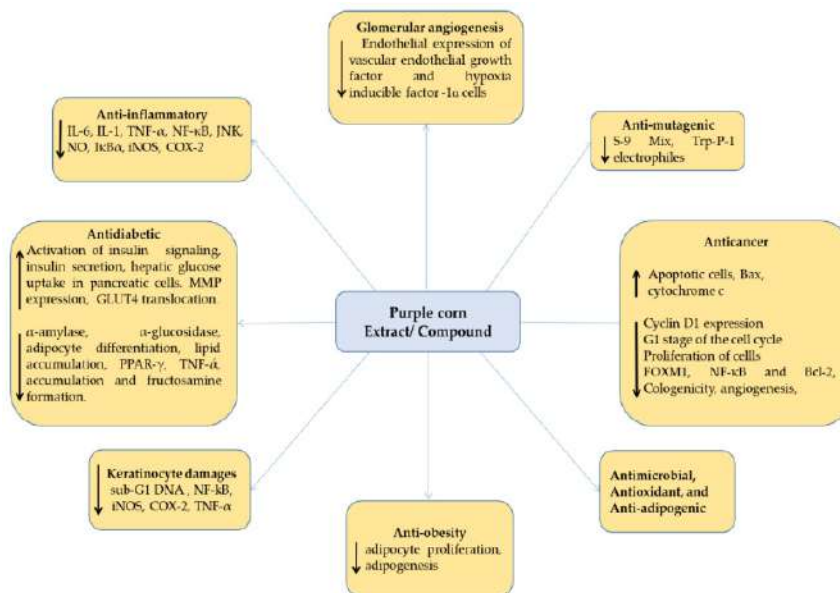 Glomerular angiogenesis
Endothelial expression of
vascular endothelial growth
factor and hypoxia
inducible factor -1α cells
Anti-inflammatory
IL-6, IL-1, TNF-α, NF-κB, JNK,
NO, IκBα, iNOS, COX-2
Anti-mutagenic
S-9 Mix, Trp-P-1
electrophiles
Antidiabetic
Activation of insulin signaling,
insulin secretion, hepatic glucose
uptake in pancreatic cells. MMP
expression, GLUT4 translocation.
α-amylase, α-glucosidase,
adipocyte differentiation, lipid
accumulation, PPAR-γ, TNF-ά,
accumulation and fructosamine
formation.
Purple corn
Extract/ Compound
Anticancer
Apoptotic cells, Bax,
cytochrome c
Cyclin D1 expression
G1 stage of the cell cycle
Proliferation of cellls
FOXM1, NF-κB and Bcl-2,
Cologenicity, angiogenesis,
Keratinocyte damages
sub-G1 DNA , NF-kB,
iNOS, COX-2, TNF-α
Anti-obesity
adipocyte proliferation,
adipogenesis
Antimicrobial,
Antioxidant, and
Anti-adipogenic